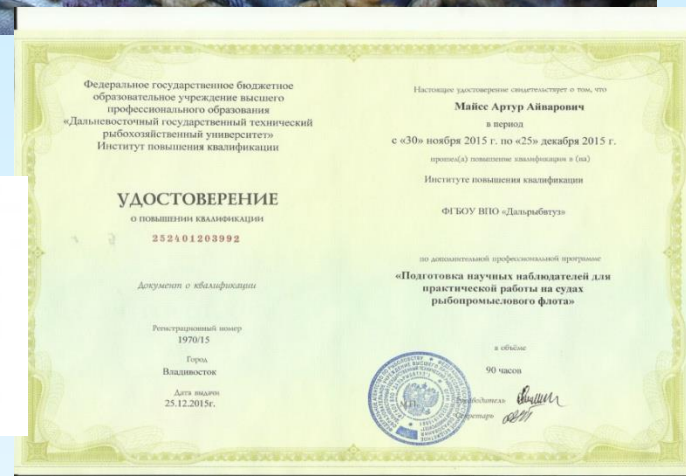 Федеральное государственное бюджетное
образовательное учреждение высшего
профессионального образования
«Дальневосточный государственный технический
рыбохозяйственный университет»
Институт повышения квалификации
УДОСТОВЕРЕНИЕ
О ПОВЫШЕНИИ КВАЛИФИКАЦИИ
252401203992
Документ о квалификации
Регистрационный номер
1970/15
Город
Владивосток
Дата выдачи
25.12.2015г.
Настоящее удостоверение свидетельствует о том, что
Майсс Артур Айварович
в период
с «30» ноября 2015 г. по «25» декабря 2015 г.
прошел(а) повышение квалификации в (на)
Институте повышения квалификации
ФГБОУ ВПО «Дальрыбвтуз»
по дополнительной профессиональной программе
«Подготовка научных наблюдателей для
практической работы на судах
рыбопромыслового флота»
в объёме
90 часов
М.П.
Руководитель
Секретарь